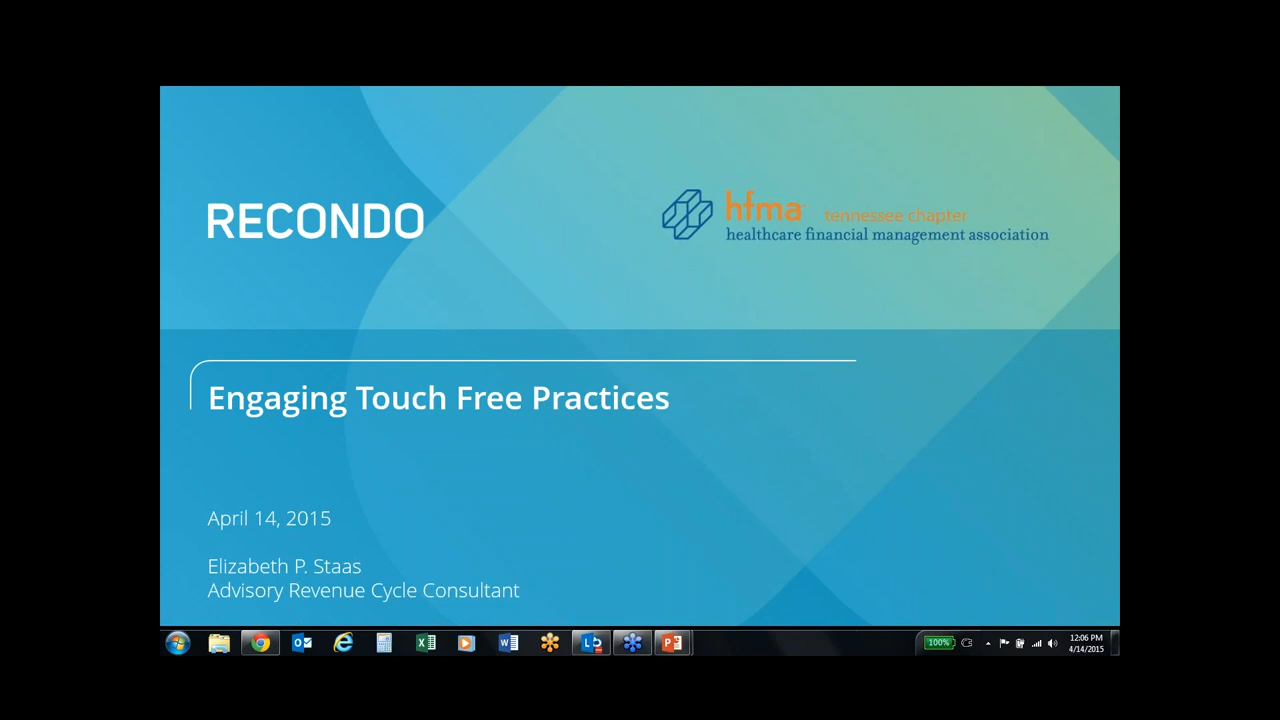 RECONDO
hfma tennessee chapter
healthcare financial management association
Engaging Touch Free Practices
April 14, 2015
Elizabeth P. Staas
Advisory Revenue Cycle Consultant
100%
12:06 PM
4/14/2015